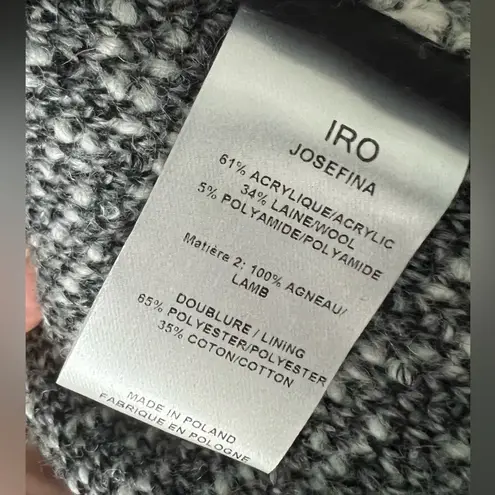 IRO
JOSEFINA
61% ACRYLIQUE/ACRYLIC
34% LAINE/WOOL
5% POLYAMIDE/POLYAMIDE
Matière 2: 100% AGNEAU/
LAMB
DOUBLURE / LINING
65% POLYESTER/POLYESTER
35% COTON/COTTON
MADE IN POLAND
FABRIQUE EN POLOGNE